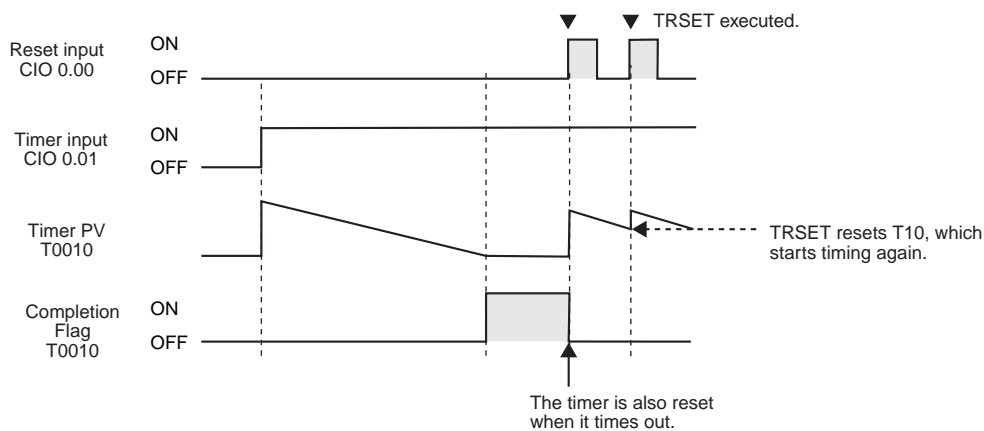 TRSET executed.
Reset input
CIO 0.00
ON
OFF
Timer input
CIO 0.01
ON
OFF
Timer PV
T0010
TRSET resets T10, which
starts timing again.
Completion
Flag
T0010
ON
OFF
The timer is also reset
when it times out.